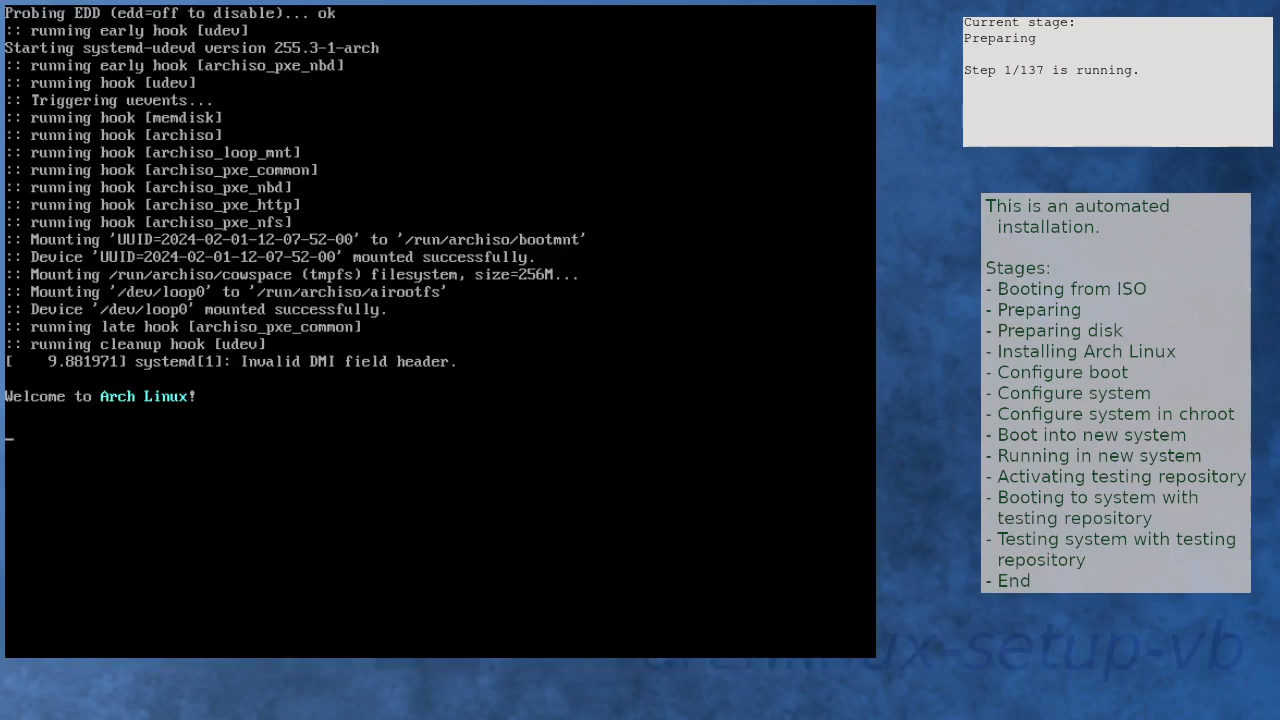 Probing EDD (edd=off to disable)... ok
:: running early hook [udev]
Starting systemd-udevd version 255.3-1-arch
:: running early hook [archiso_pxe_nbd]
:: running hook [udev]
:: Triggering uevents...
:: running hook [memdisk]
:: running hook [archiso]
:: running hook [archiso_loop_mnt]
:: running hook [archiso_pxe_common]
:: running hook [archiso_pxe_nbd]
:: running hook [archiso_pxe_http]
:: running hook [archiso_pxe_nfs]
:: Mounting 'UUID=2024-02-01-12-07-52-00' to '/run/archiso/bootmnt'
:: Device 'UUID=2024-02-01-12-07-52-00' mounted successfully.
:: Mounting /run/archiso/cowspace (tmpfs) filesystem, size=256M...
:: Mounting '/dev/loop0' to '/run/archiso/airootfs'
:: Device '/dev/loop0' mounted successfully.
:: running late hook [archiso_pxe_common]
:: running cleanup hook [udev]
[    9.881971] systemd[1]: Invalid DMI field header.
Welcome to Arch Linux!
Current stage:
Preparing
Step 1/137 is running.
This is an automated
installation.
Stages:
- Booting from ISO
- Preparing
- Preparing disk
- Installing Arch Linux
- Configure boot
- Configure system
- Configure system in chroot
- Boot into new system
- Running in new system
- Activating testing repository
- Booting to system with
testing repository
- Testing system with testing
repository
- End
archlinux-setup-vb